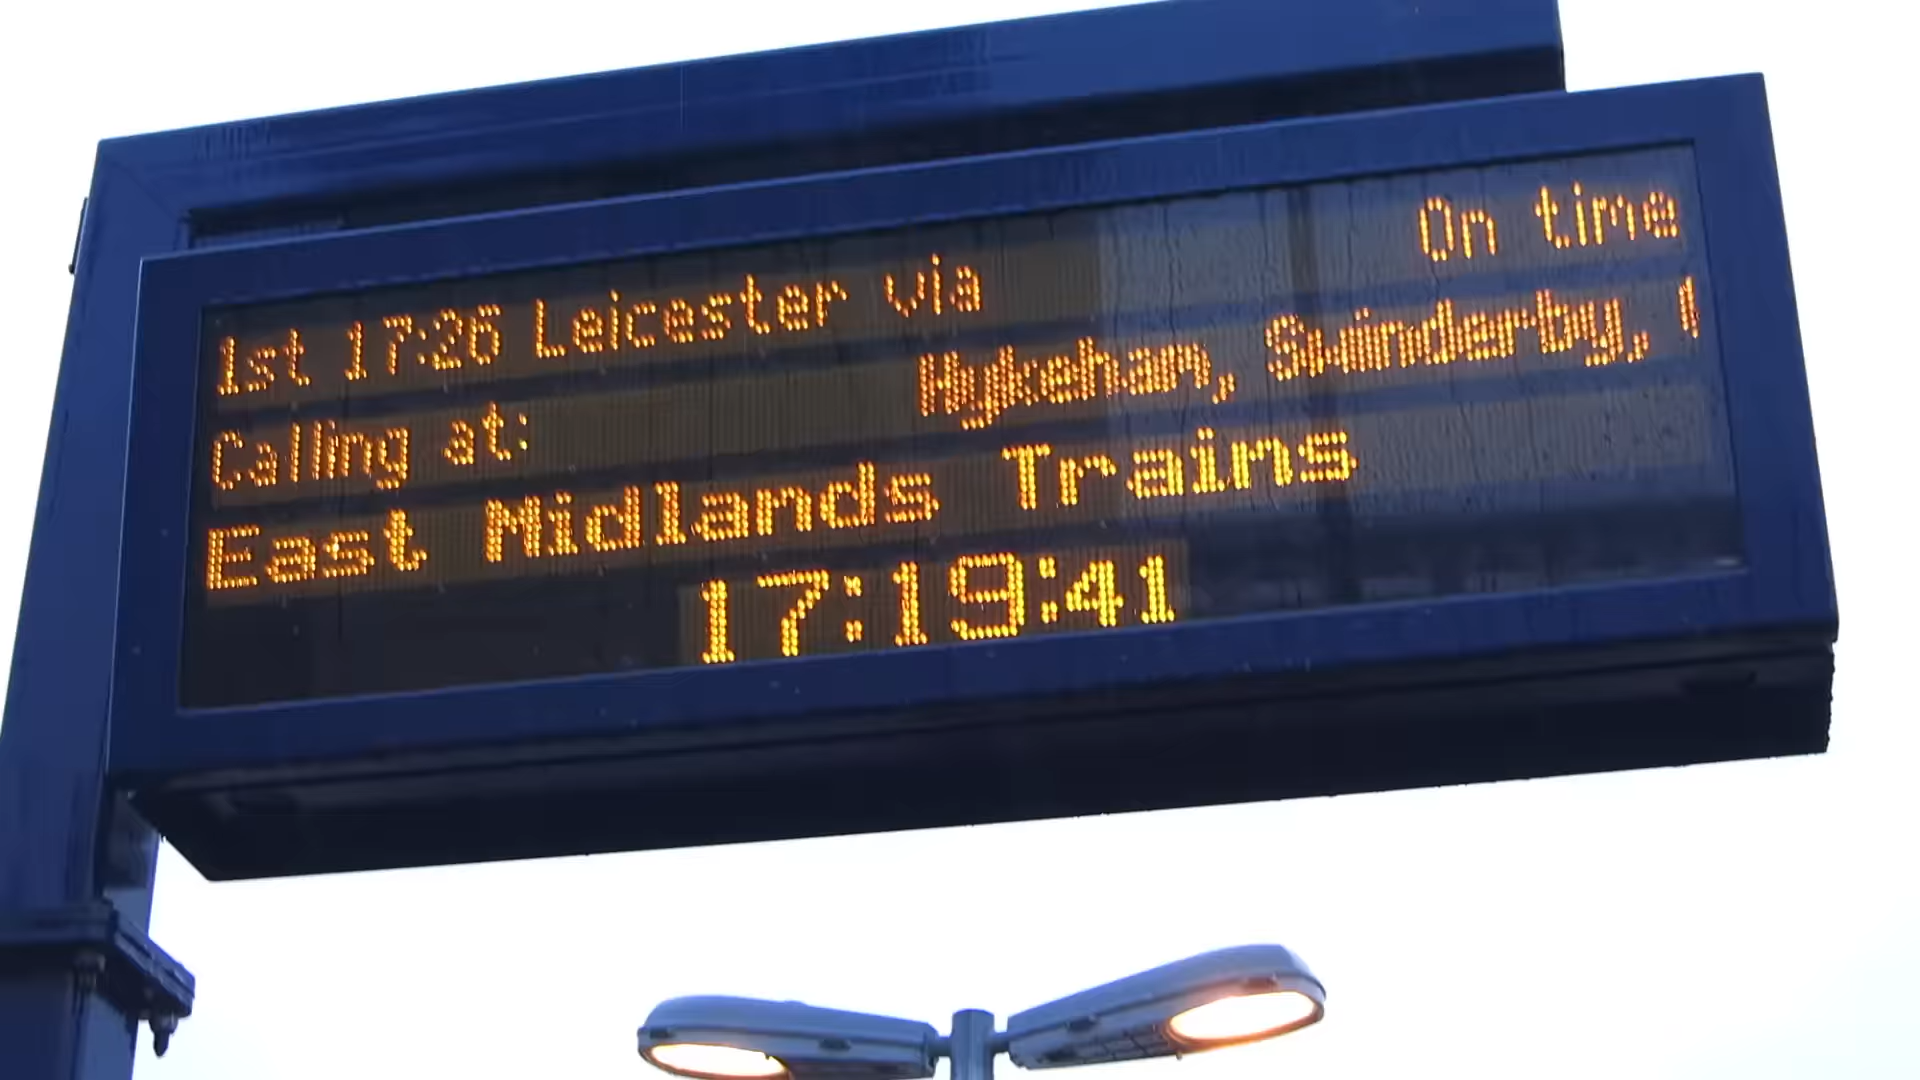 1st 17:26 Leicester via On time
Calling at: Hykeham, Swinderby,
East Midlands Trains
17:19:41